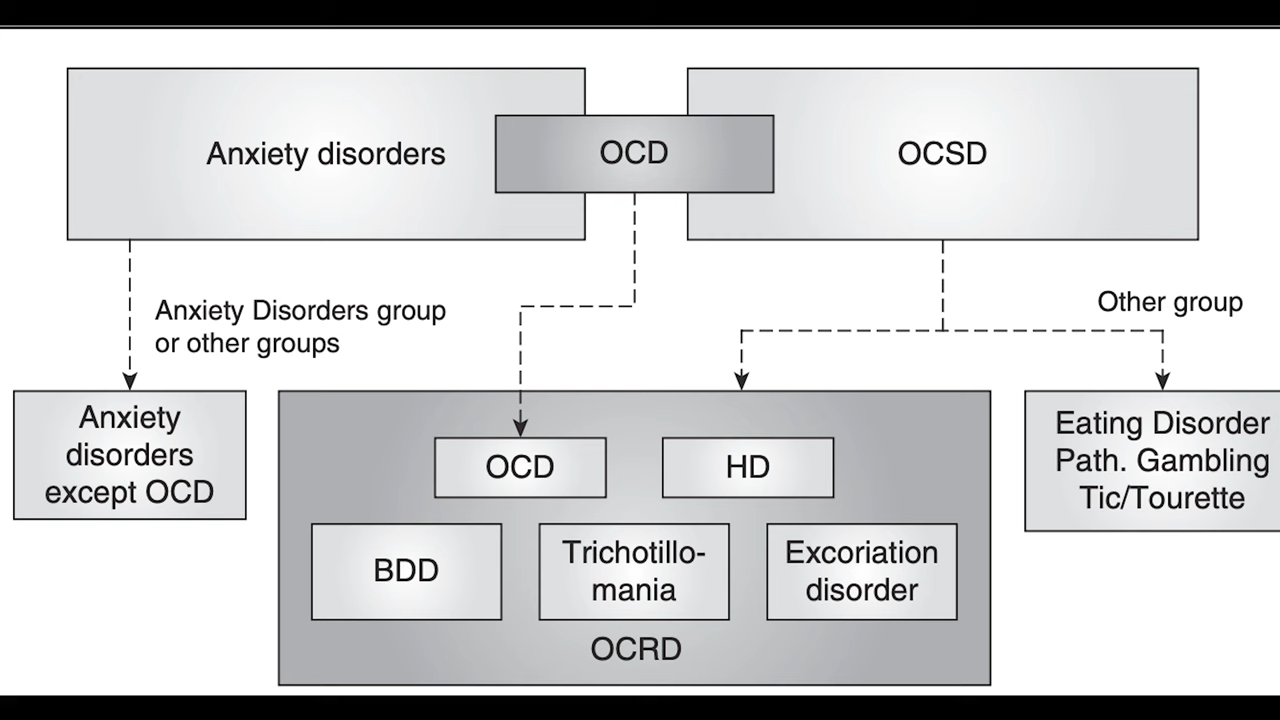 Anxiety disorders
OCD
OCSD
Anxiety Disorders group
or other groups
Other group
Anxiety
disorders
except OCD
OCD
HD
BDD
Trichotillo-
mania
Excoriation
disorder
OCRD
Eating Disorder
Path. Gambling
Tic/Tourette